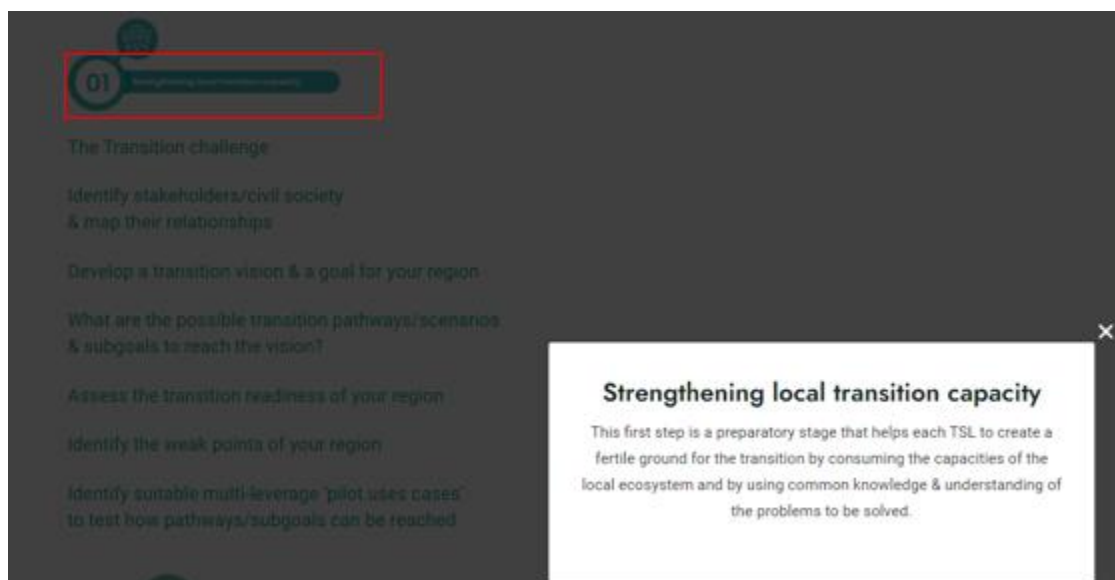 01 Strengthening local transition capacity
The Transition challenge
Identify stakeholders/civil society
& map their relationships
Develop a transition vision & a goal for your region
What are the possible transition pathways/scenarios
& subgoals to reach the vision?
Assess the transition readiness of your region
Identify the weak points of your region
Identify suitable multi-leverage 'pilot uses cases'
to test how pathways/subgoals can be reached
Strengthening local transition capacity
This first step is a preparatory stage that helps each TSL to create a
fertile ground for the transition by consuming the capacities of the
local ecosystem and by using common knowledge & understanding of
the problems to be solved.